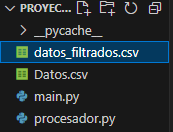 PROYEC...
__pycache__
datos_filtrados.csv
Datos.csv
main.py
procesador.py